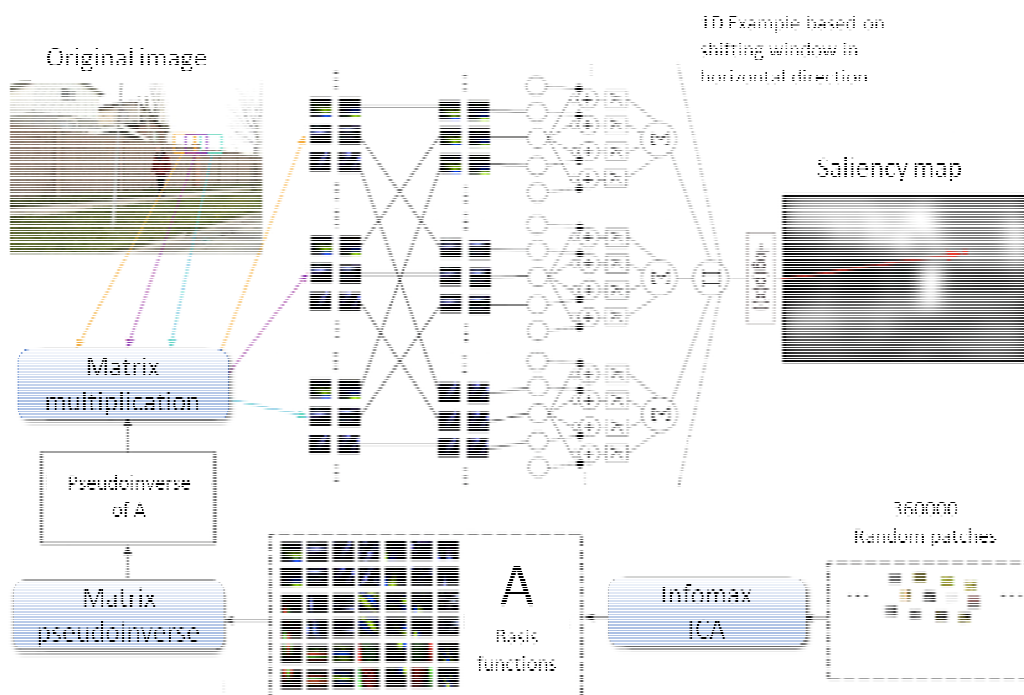 1D Example based on
shifting window in
horizontal direction
Original image
Saliency map
Matrix
multiplication
Pseudoinverse
of A
360000
Random patches
Matrix
pseudoinverse
A
Basis
functions
Infomax
ICA
Σ
Σ
Σ
Π